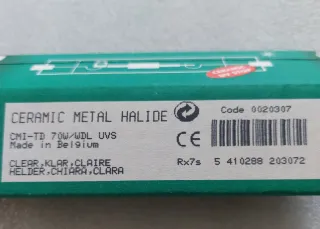 CERAMIC METAL HALIDE
Code 0020307
CMI-TD 70W/WDL UVS
Made in Belgium
CLEAR,KLAR,CLAIRE
HELDER,CHIARA,CLARA
Rx7s
5 410288 203072